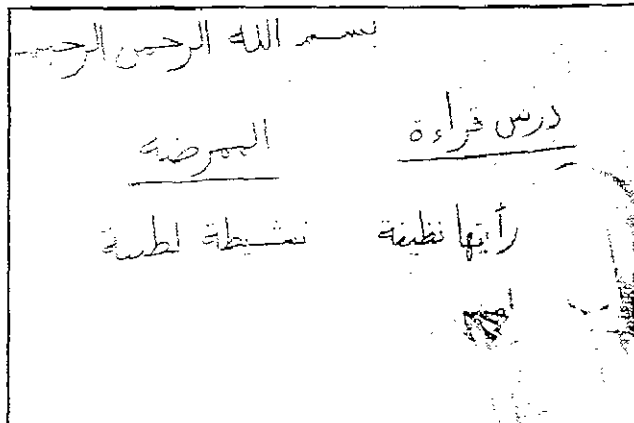 بسم الله الرحمن الرحيم
درس قراءة الممرضة
رأيتها نظيفة نشيطة لطيفة